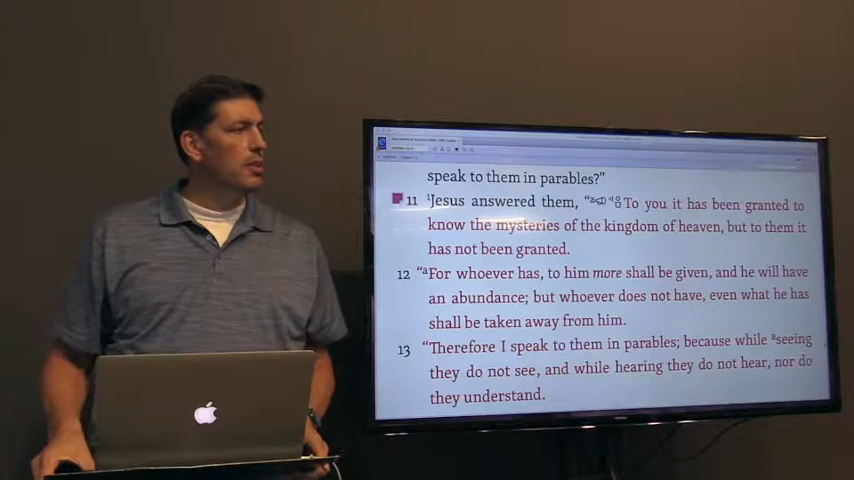 speak to them in parables?"
11 Jesus answered them, "To you it has been granted to
know the mysteries of the kingdom of heaven, but to them it
has not been granted.
12 "aFor whoever has, to him more shall be given, and he will have
an abundance; but whoever does not have, even what he has
shall be taken away from him.
13 "Therefore I speak to them in parables; because while aseeing
they do not see, and while hearing they do not hear, nor do
they understand.